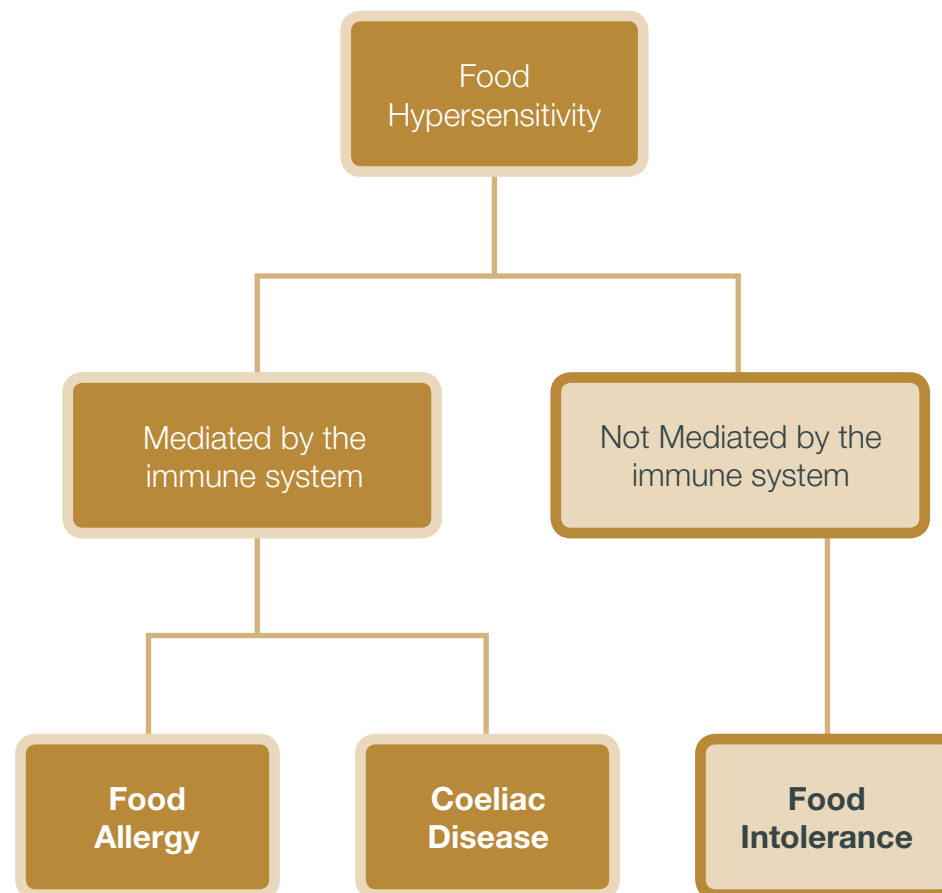 Food
Hypersensitivity
Mediated by the
immune system
Not Mediated by the
immune system
Food
Allergy
Coeliac
Disease
Food
Intolerance